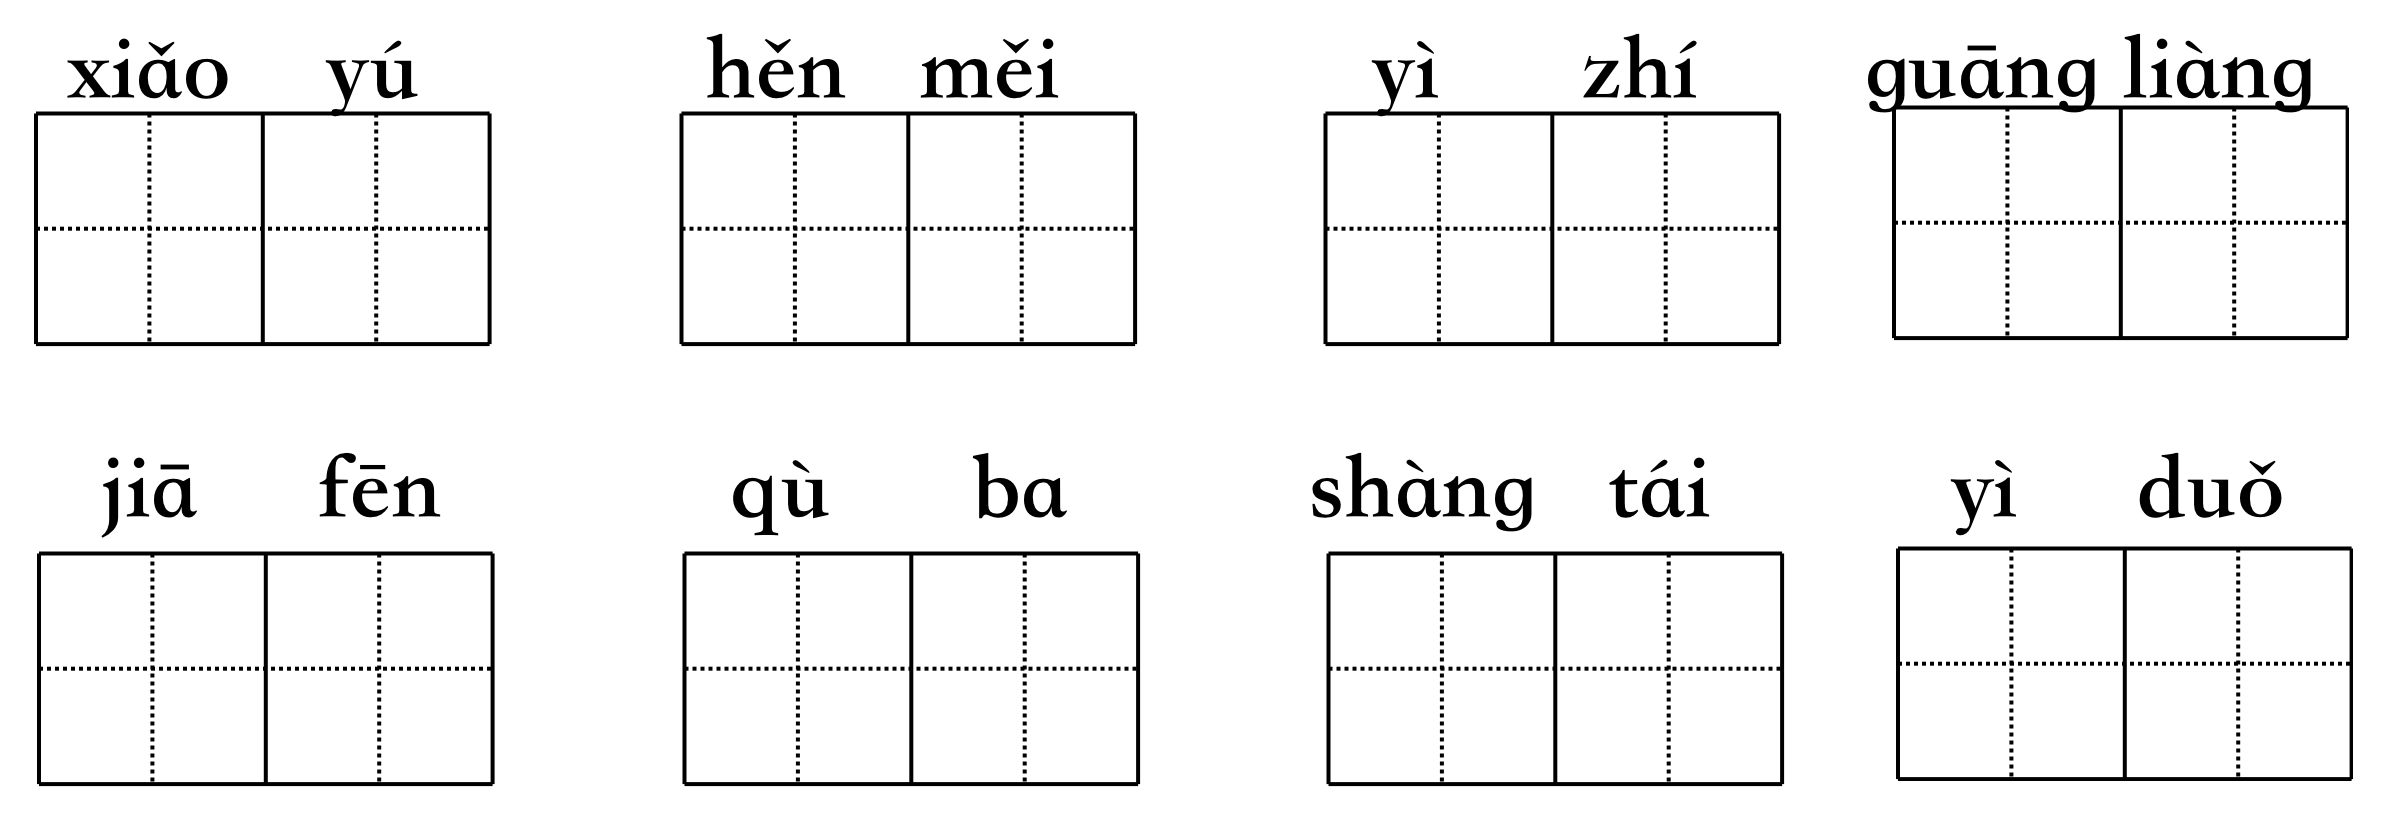 xiǎo yú hěn měi yì zhí guāng liàng
jiā fēn qù ba shàng tái yì duǒ